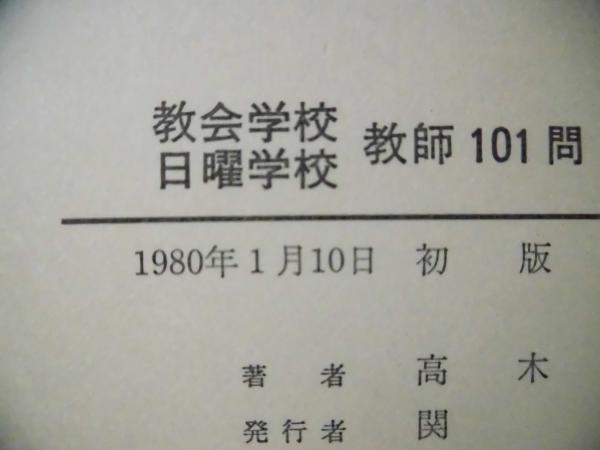 教会学校
日曜学校 教師 101 問
1980年1月10日 初 版
著 者 高 木
発行者 関